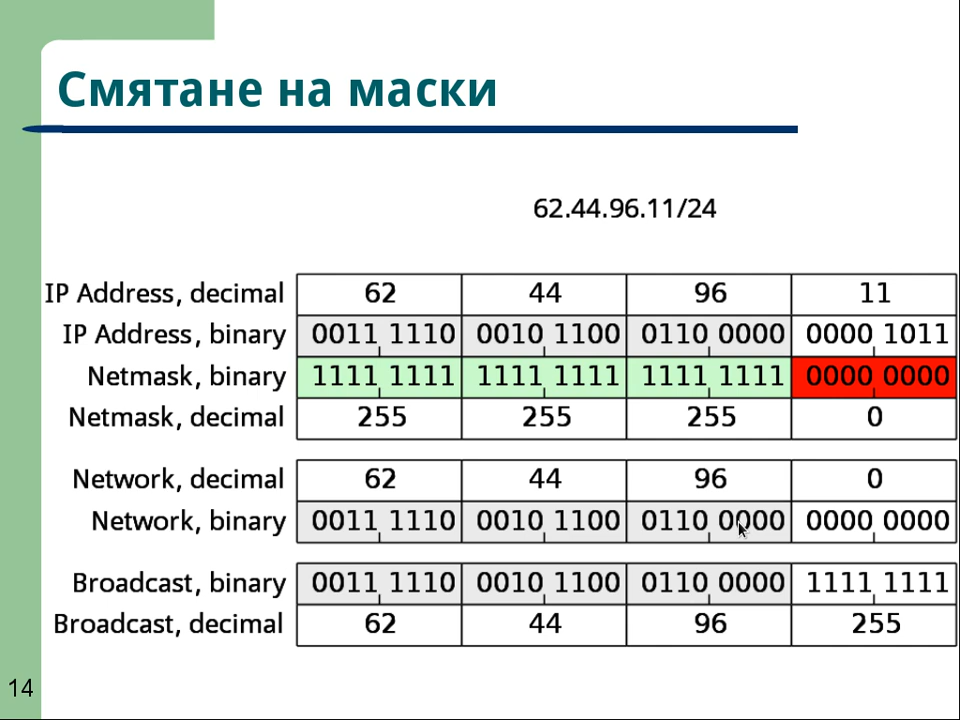 Смятане на маски
62.44.96.11/24
IP Address, decimal 62 44 96 11
IP Address, binary 0011 1110 0010 1100 0110 0000 0000 1011
Netmask, binary 1111 1111 1111 1111 1111 1111 0000 0000
Netmask, decimal 255 255 255 0
Network, decimal 62 44 96 0
Network, binary 0011 1110 0010 1100 0110 0000 0000 0000
Broadcast, binary 0011 1110 0010 1100 0110 0000 1111 1111
Broadcast, decimal 62 44 96 255
14